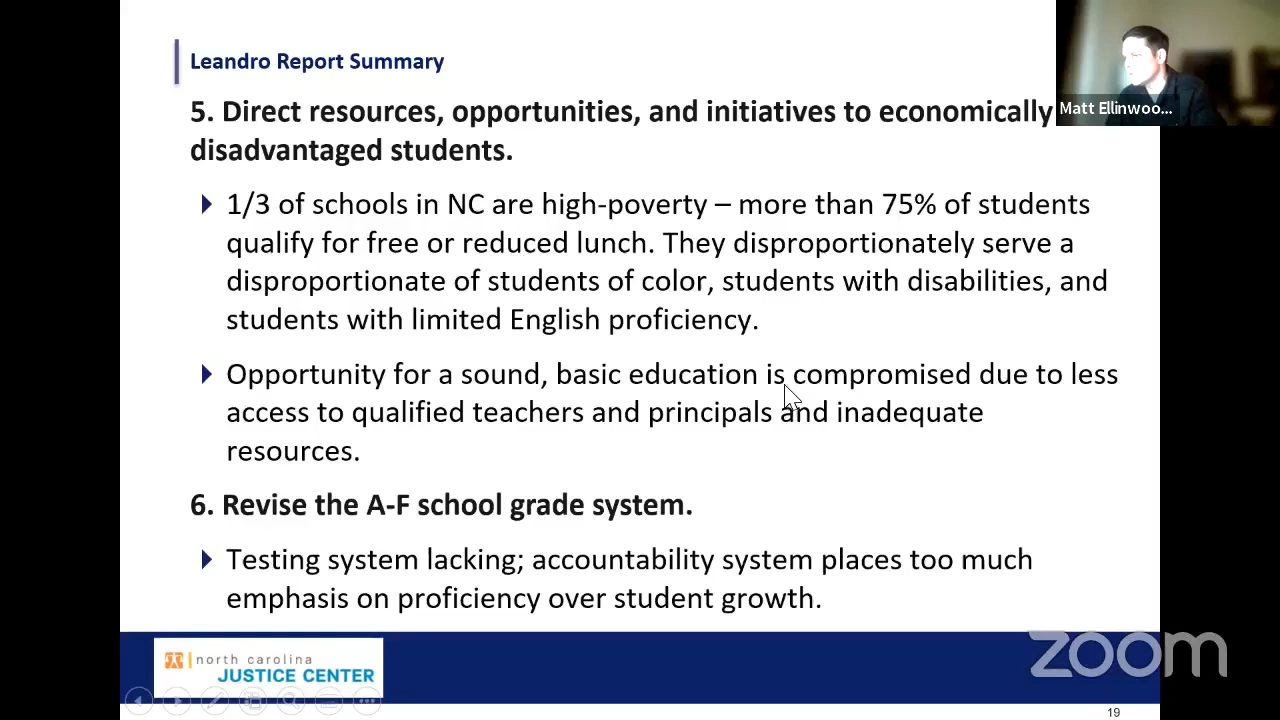 Leandro Report Summary
Matt Ellinwoo...
5. Direct resources, opportunities, and initiatives to economically
disadvantaged students.
1/3 of schools in NC are high-poverty – more than 75% of students
qualify for free or reduced lunch. They disproportionately serve a
disproportionate of students of color, students with disabilities, and
students with limited English proficiency.
Opportunity for a sound, basic education is compromised due to less
access to qualified teachers and principals and inadequate
resources.
6. Revise the A-F school grade system.
Testing system lacking; accountability system places too much
emphasis on proficiency over student growth.
north carolina
JUSTICE CENTER
zoom
19